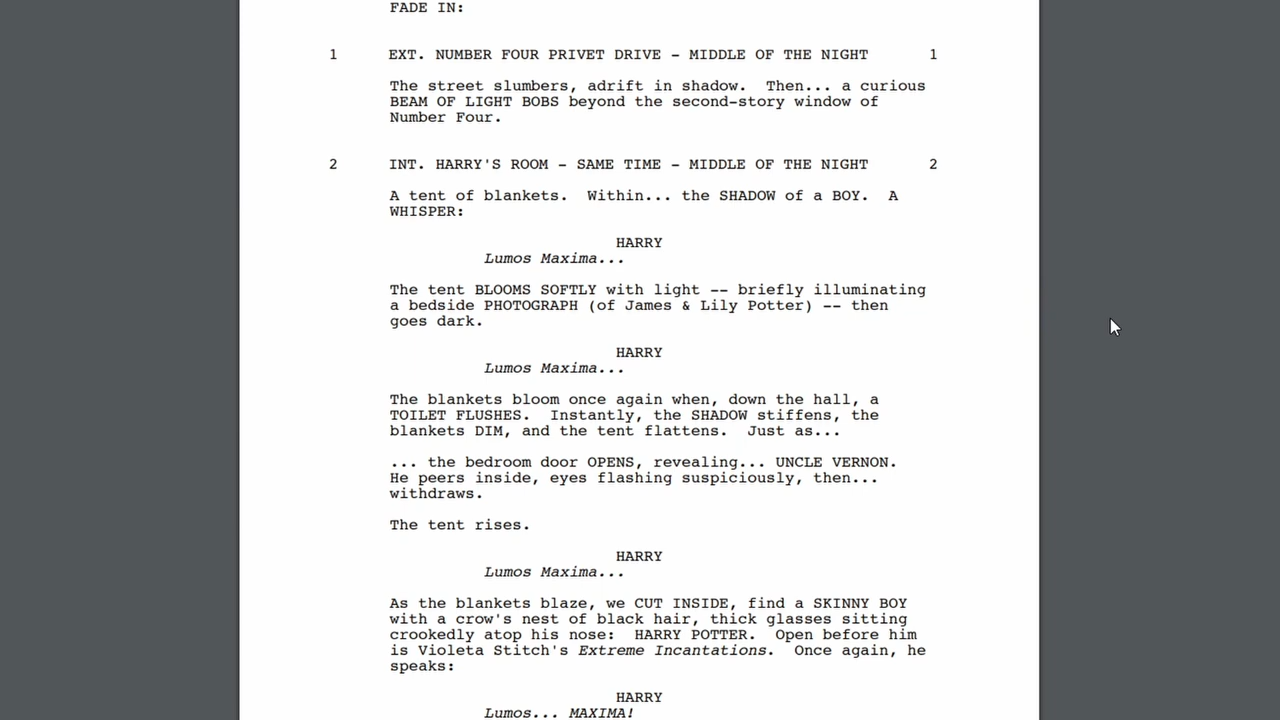 FADE IN:
1 EXT. NUMBER FOUR PRIVET DRIVE - MIDDLE OF THE NIGHT 1
The street slumbers, adrift in shadow. Then... a curious
BEAM OF LIGHT BOBS beyond the second-story window of
Number Four.
2 INT. HARRY'S ROOM - SAME TIME - MIDDLE OF THE NIGHT 2
A tent of blankets. Within... the SHADOW of a BOY. A
WHISPER:
HARRY
Lumos Maxima...
The tent BLOOMS SOFTLY with light -- briefly illuminating
a bedside PHOTOGRAPH (of James & Lily Potter) -- then
goes dark.
HARRY
Lumos Maxima...
The blankets bloom once again when, down the hall, a
TOILET FLUSHES. Instantly, the SHADOW stiffens, the
blankets DIM, and the tent flattens. Just as...
... the bedroom door OPENS, revealing... UNCLE VERNON.
He peers inside, eyes flashing suspiciously, then...
withdraws.
The tent rises.
HARRY
Lumos Maxima...
As the blankets blaze, we CUT INSIDE, find a SKINNY BOY
with a crow's nest of black hair, thick glasses sitting
crookedly atop his nose: HARRY POTTER. Open before him
is Violeta Stitch's Extreme Incantations. Once again, he
speaks:
HARRY
Lumos... MAXIMA!